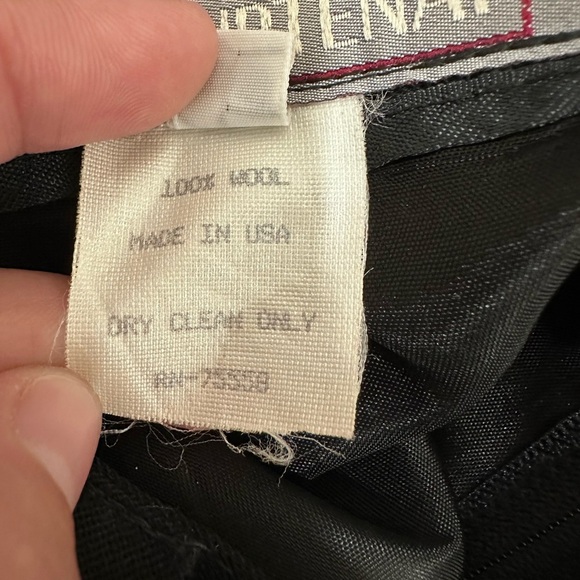 100% WOOL
MADE IN USA
DRY CLEAN ONLY
RN-75558